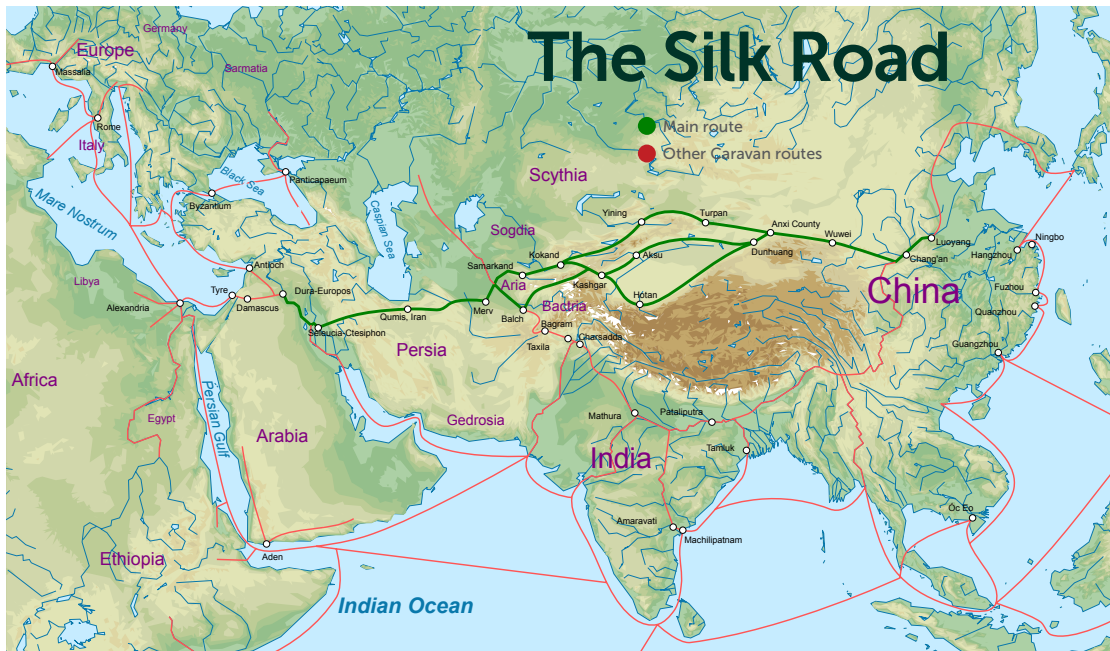 The Silk Road
Main route
Other Caravan routes
Germany
Europe
Massalia
Sarmatia
Rome
Italy
Mare Nostrum
Black Sea
Panticapaeum
Byzantium
Caspian Sea
Scythia
Sogdia
Yining
Turpan
Anxi County
Wuwei
Luoyang
Ningbo
Hangzhou
Chang'an
Dunhuang
Kokand
Aksu
Samarkand
Aria
Kashgar
Hotan
Bactria
China
Fuzhou
Quanzhou
Guangzhou
Libya
Antioch
Tyre
Damascus
Dura-Europos
Alexandria
Seleucia-Ctesiphon
Qumis, Iran
Merv
Balch
Bagram
Taxila
Charsadda
Persia
Africa
Egypt
Persian Gulf
Arabia
Gedrosia
Mathura
Pataliputra
Tamluk
India
Amaravati
Machilipatnam
Óc Eo
Aden
Ethiopia
Indian Ocean